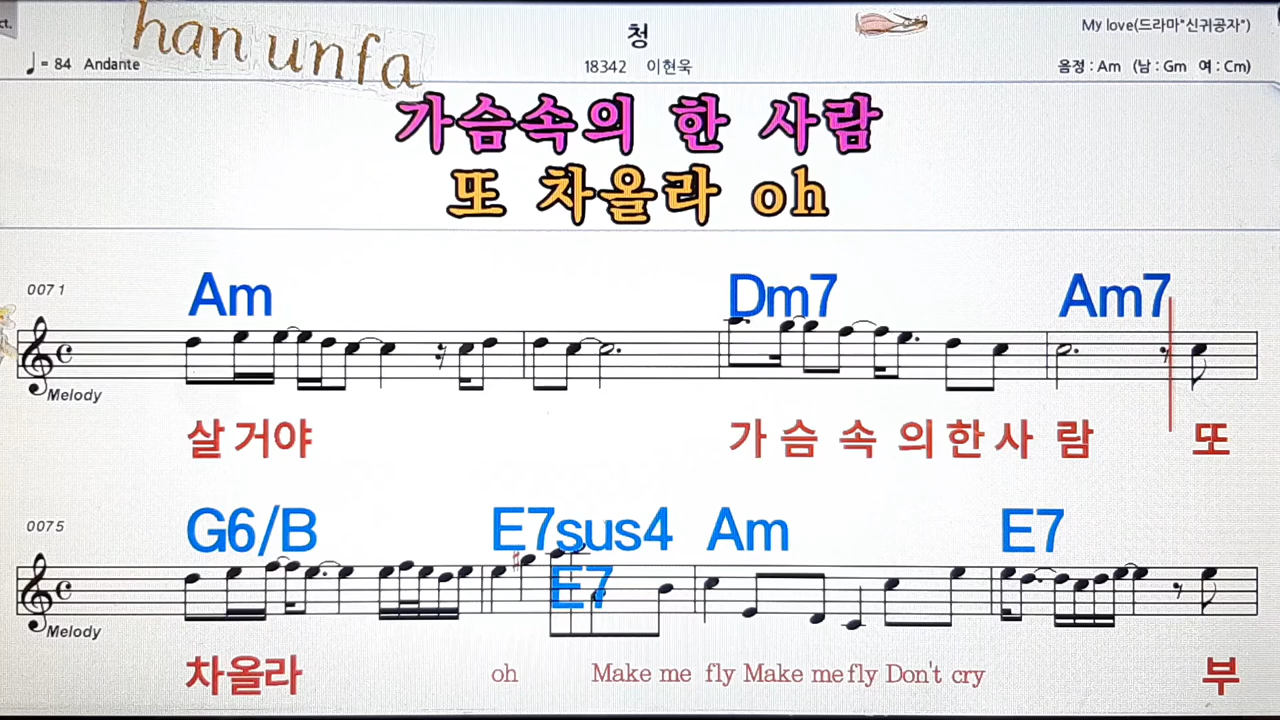 ct.
han unfa
청
My love(드라마"신귀공자")
♩= 84 Andante
18342 이현욱
음정 : Am (남 : Gm 여 : Cm)
가슴속의 한 사람
또 차올라 oh
0071
Am Dm7 Am7
Melody
살 거야 가 슴 속 의 한 사 람 또
0075
G6/B E7sus4 Am E7
E7
Melody
차올라 oh Make me fly Make me fly Don't cry 부